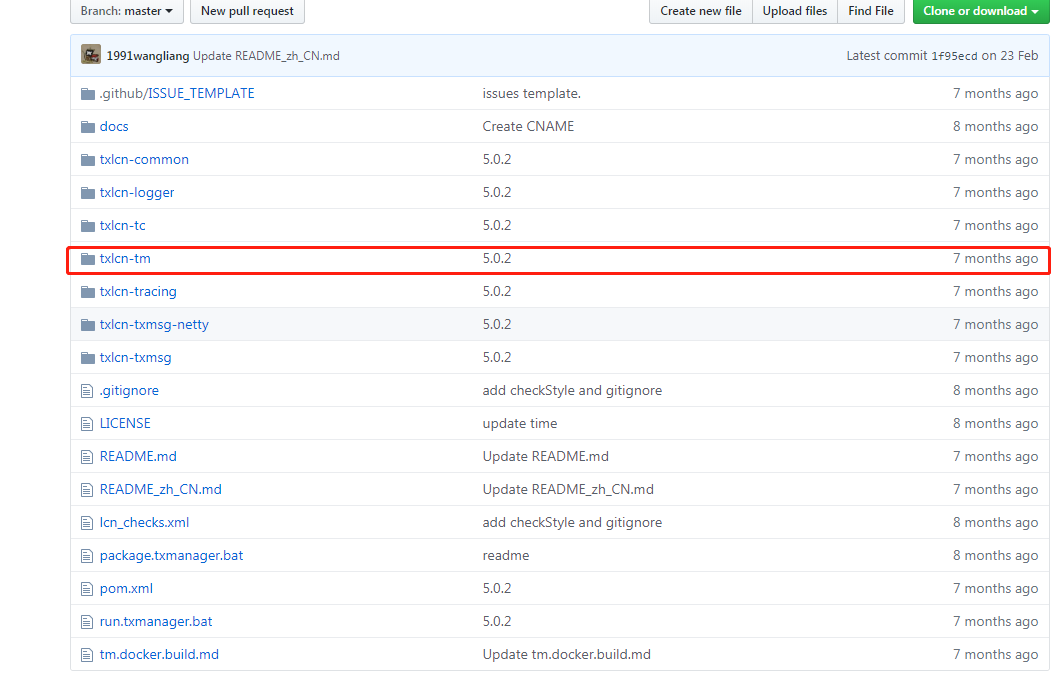 Branch: master
New pull request
Create new file
Upload files
Find File
Clone or download
1991wangliang Update README_zh_CN.md
Latest commit 1f95ecd on 23 Feb
.github/ISSUE_TEMPLATE issues template. 7 months ago
docs Create CNAME 8 months ago
txlcn-common 5.0.2 7 months ago
txlcn-logger 5.0.2 7 months ago
txlcn-tc 5.0.2 7 months ago
txlcn-tm 5.0.2 7 months ago
txlcn-tracing 5.0.2 7 months ago
txlcn-txmsg-netty 5.0.2 7 months ago
txlcn-txmsg 5.0.2 7 months ago
.gitignore add checkStyle and gitignore 8 months ago
LICENSE update time 8 months ago
README.md Update README.md 7 months ago
README_zh_CN.md Update README_zh_CN.md 7 months ago
lcn_checks.xml add checkStyle and gitignore 8 months ago
package.txmanager.bat readme 8 months ago
pom.xml 5.0.2 7 months ago
run.txmanager.bat 5.0.2 7 months ago
tm.docker.build.md Update tm.docker.build.md 7 months ago